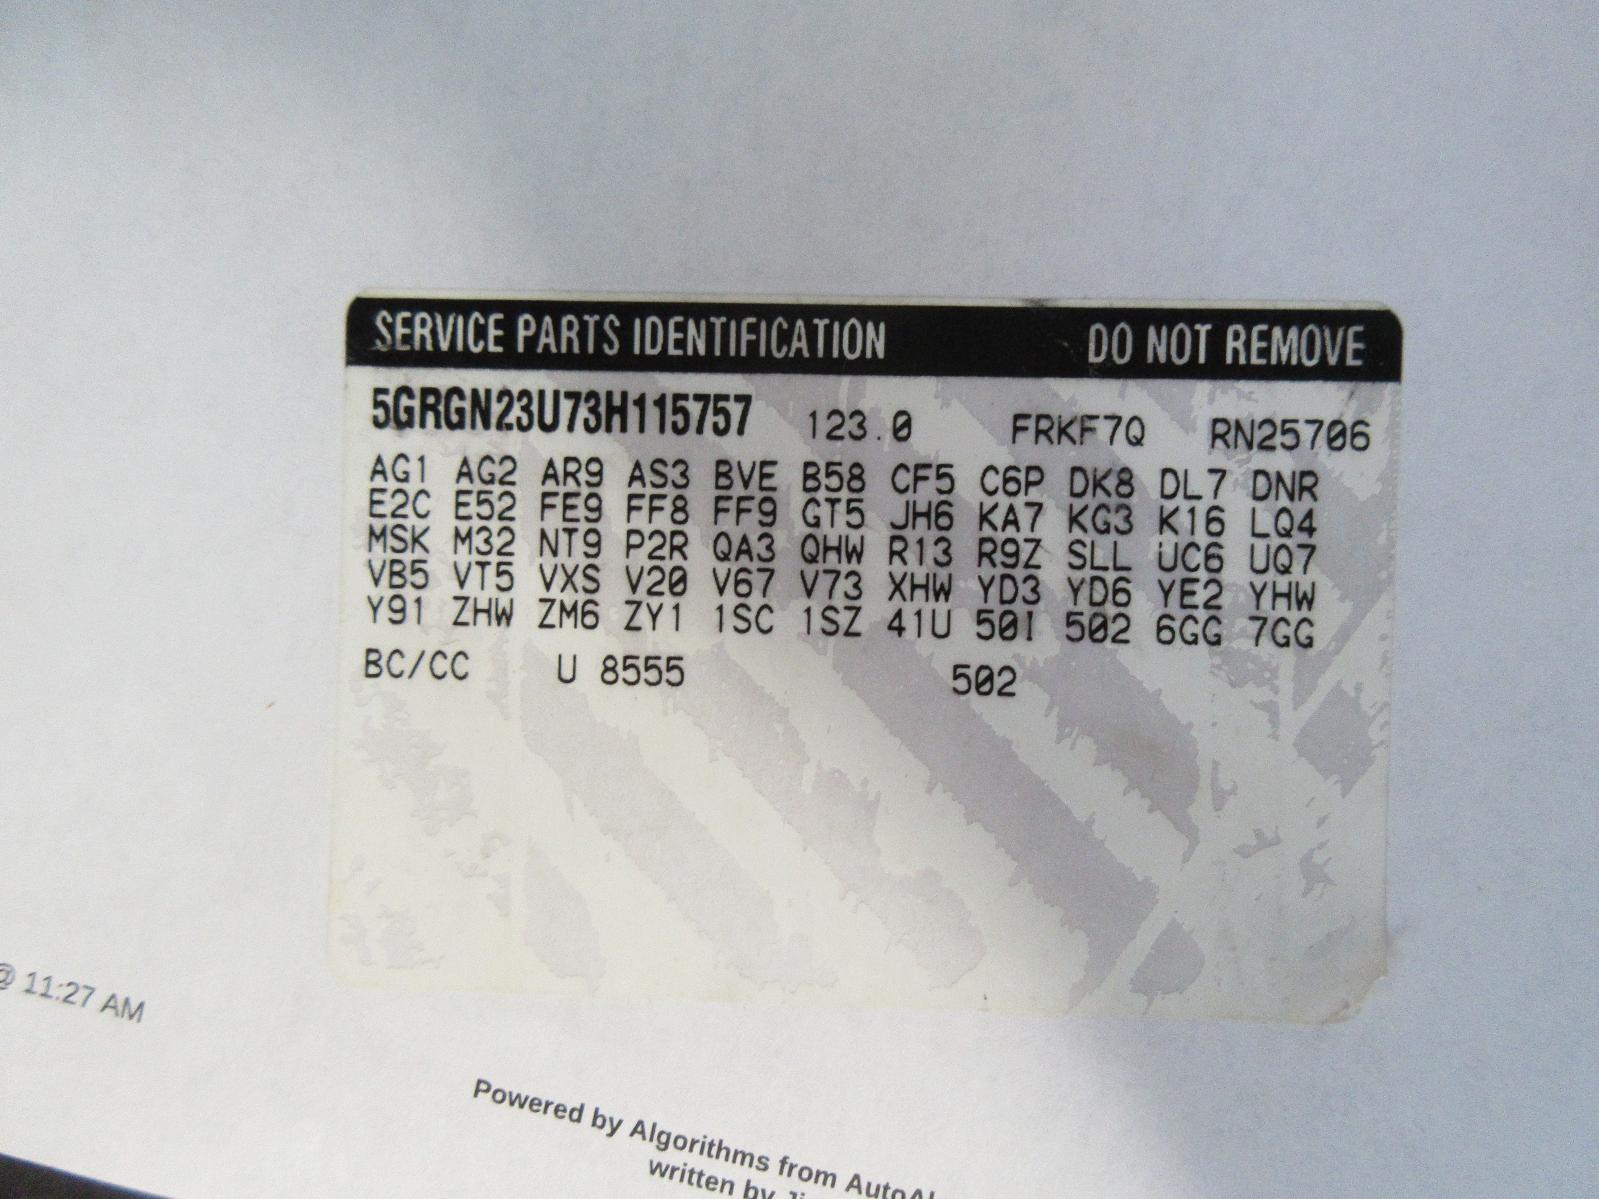 SERVICE PARTS IDENTIFICATION DO NOT REMOVE
5GRGN23U73H115757 123.0 FRKF7Q RN25706
AG1 AG2 AR9 AS3 BVE B58 CF5 C6P DK8 DL7 DNR
E2C E52 FE9 FF8 FF9 GT5 JH6 KA7 KG3 K16 LQ4
MSK M32 NT9 P2R QA3 QHW R13 R9Z SLL UC6 UQ7
VB5 VT5 VXS V20 V67 V73 XHW YD3 YD6 YE2 YHW
Y91 ZHW ZM6 ZY1 1SC 1SZ 41U 50I 502 6GG 7GG
BC/CC U 8555 502
@ 11:27 AM
Powered by Algorithms from
written by